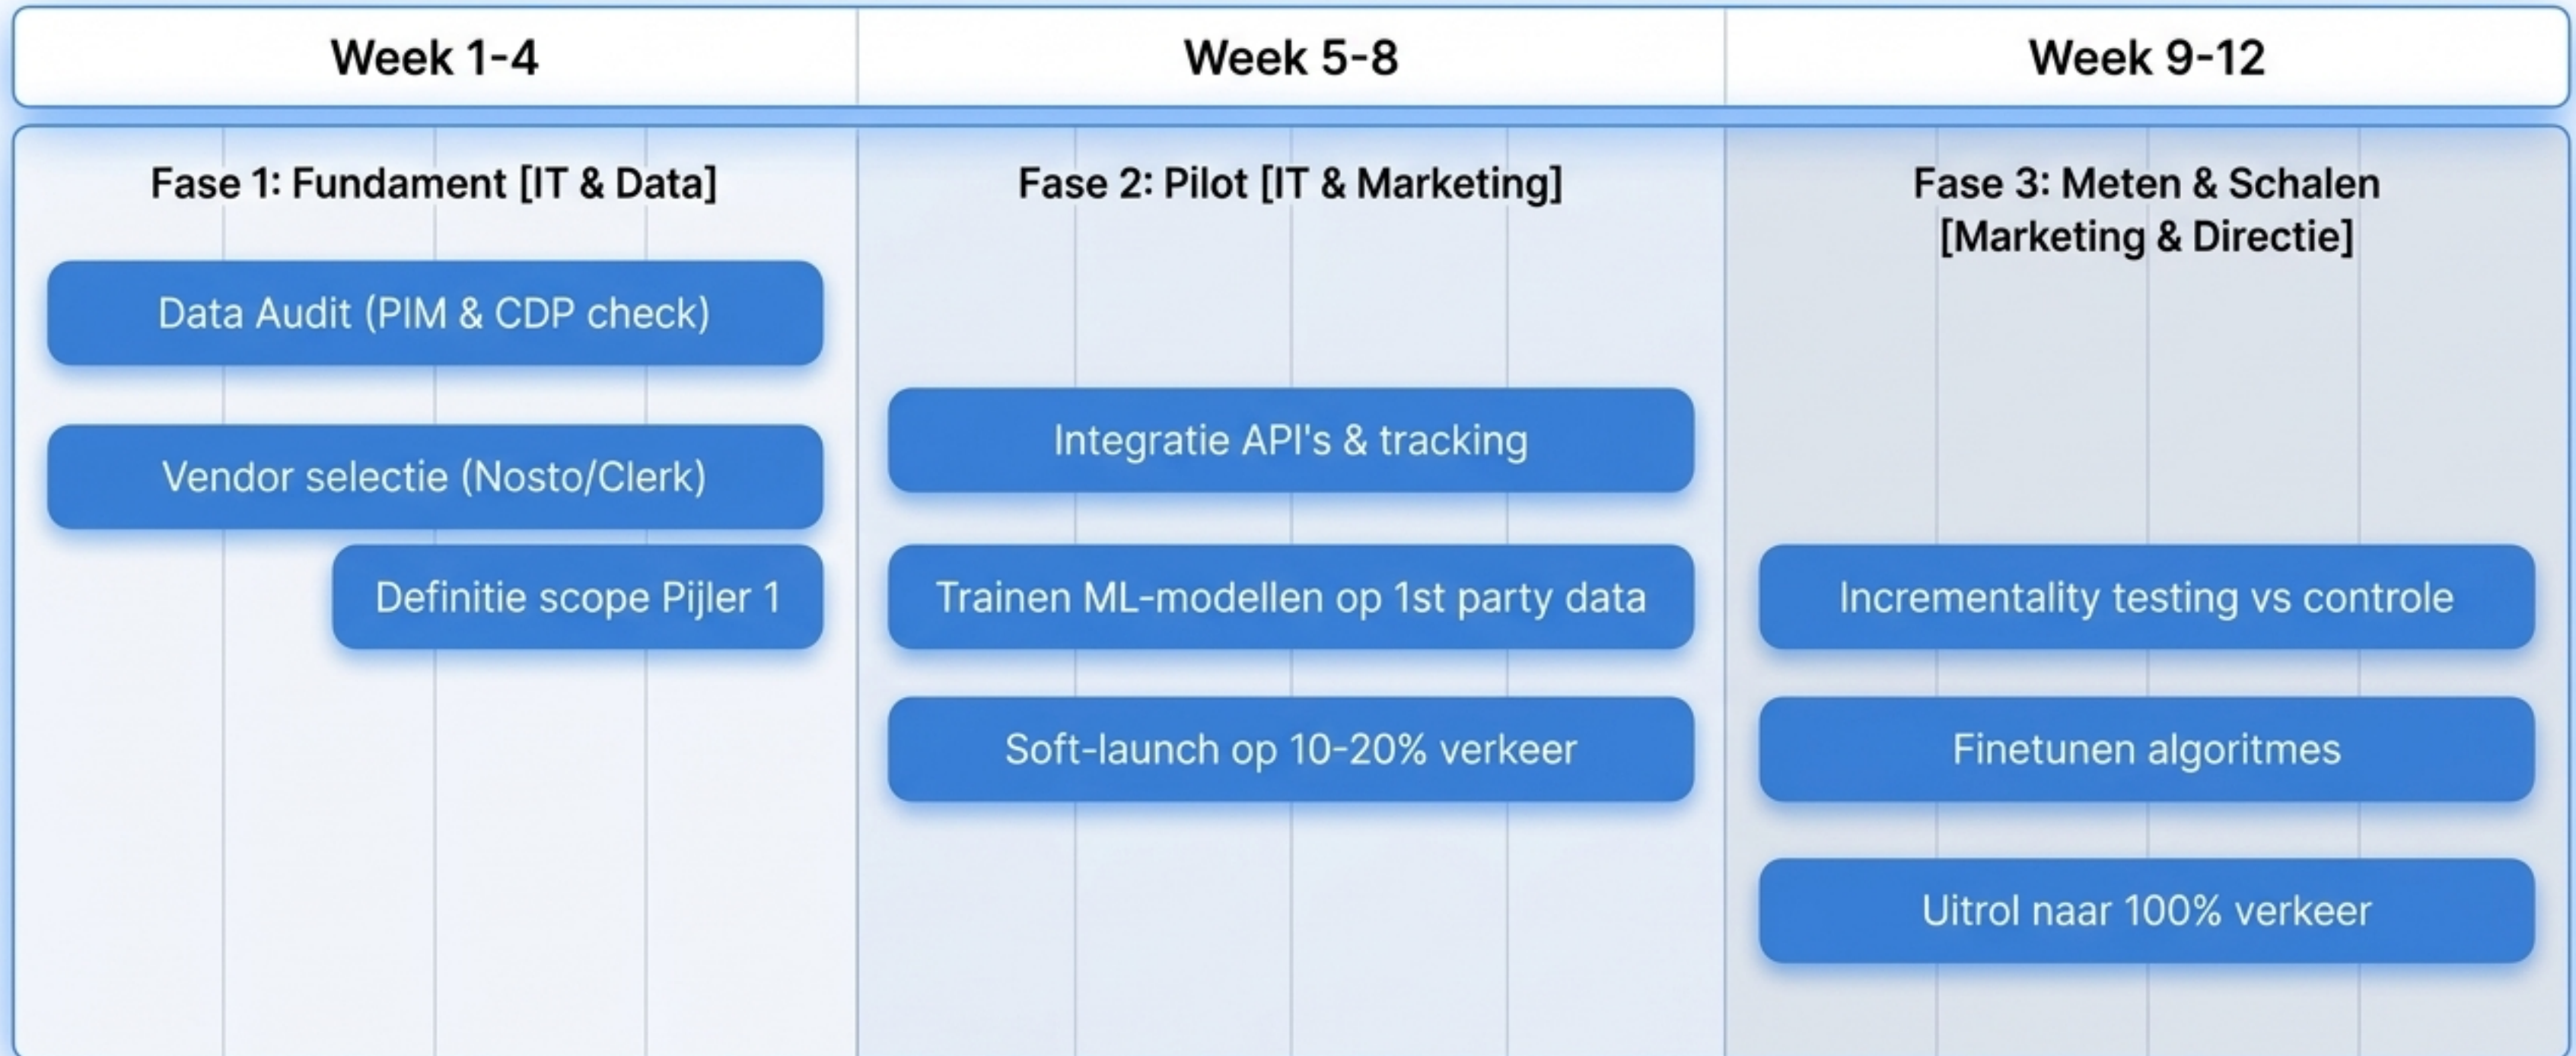 Week 1-4
Week 5-8
Week 9-12
Fase 1: Fundament [IT & Data]
Data Audit (PIM & CDP check)
Vendor selectie (Nosto/Clerk)
Definitie scope Pijler 1
Fase 2: Pilot [IT & Marketing]
Integratie API's & tracking
Trainen ML-modellen op 1st party data
Soft-launch op 10-20% verkeer
Fase 3: Meten & Schalen
[Marketing & Directie]
Incrementality testing vs controle
Finetunen algoritmes
Uitrol naar 100% verkeer